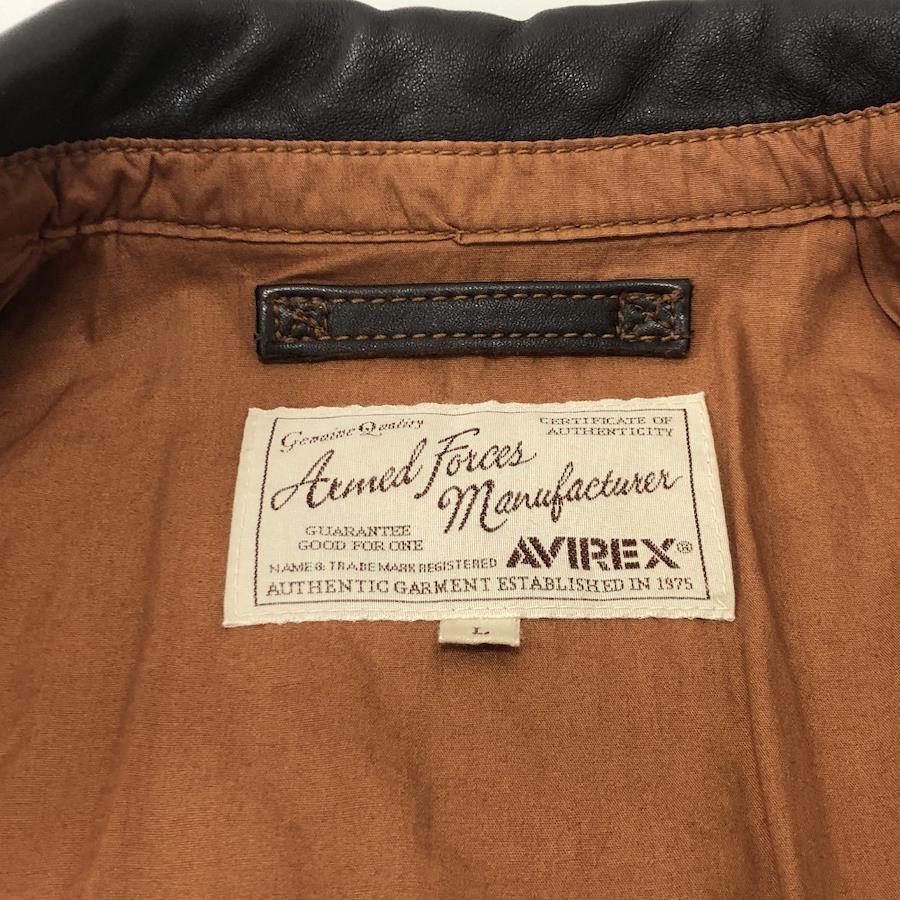 Genuine Quality
CERTIFICATE OF
AUTHENTICITY
Armed Forces
Manufacturer
GUARANTEE
GOOD FOR ONE
NAME & TRADE MARK REGISTERED
AVIREX®
AUTHENTIC GARMENT ESTABLISHED IN 1975
L